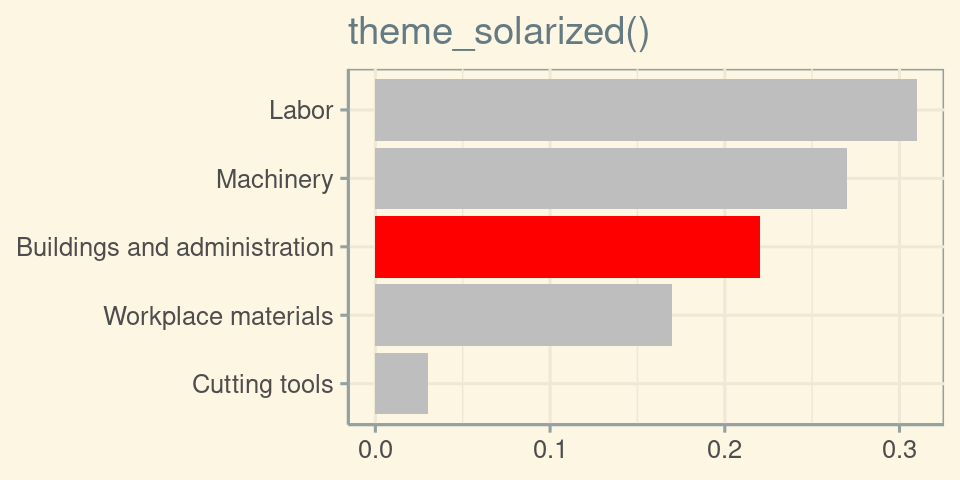 theme_solarized()
Labor
Machinery
Buildings and administration
Workplace materials
Cutting tools
0.0 0.1 0.2 0.3